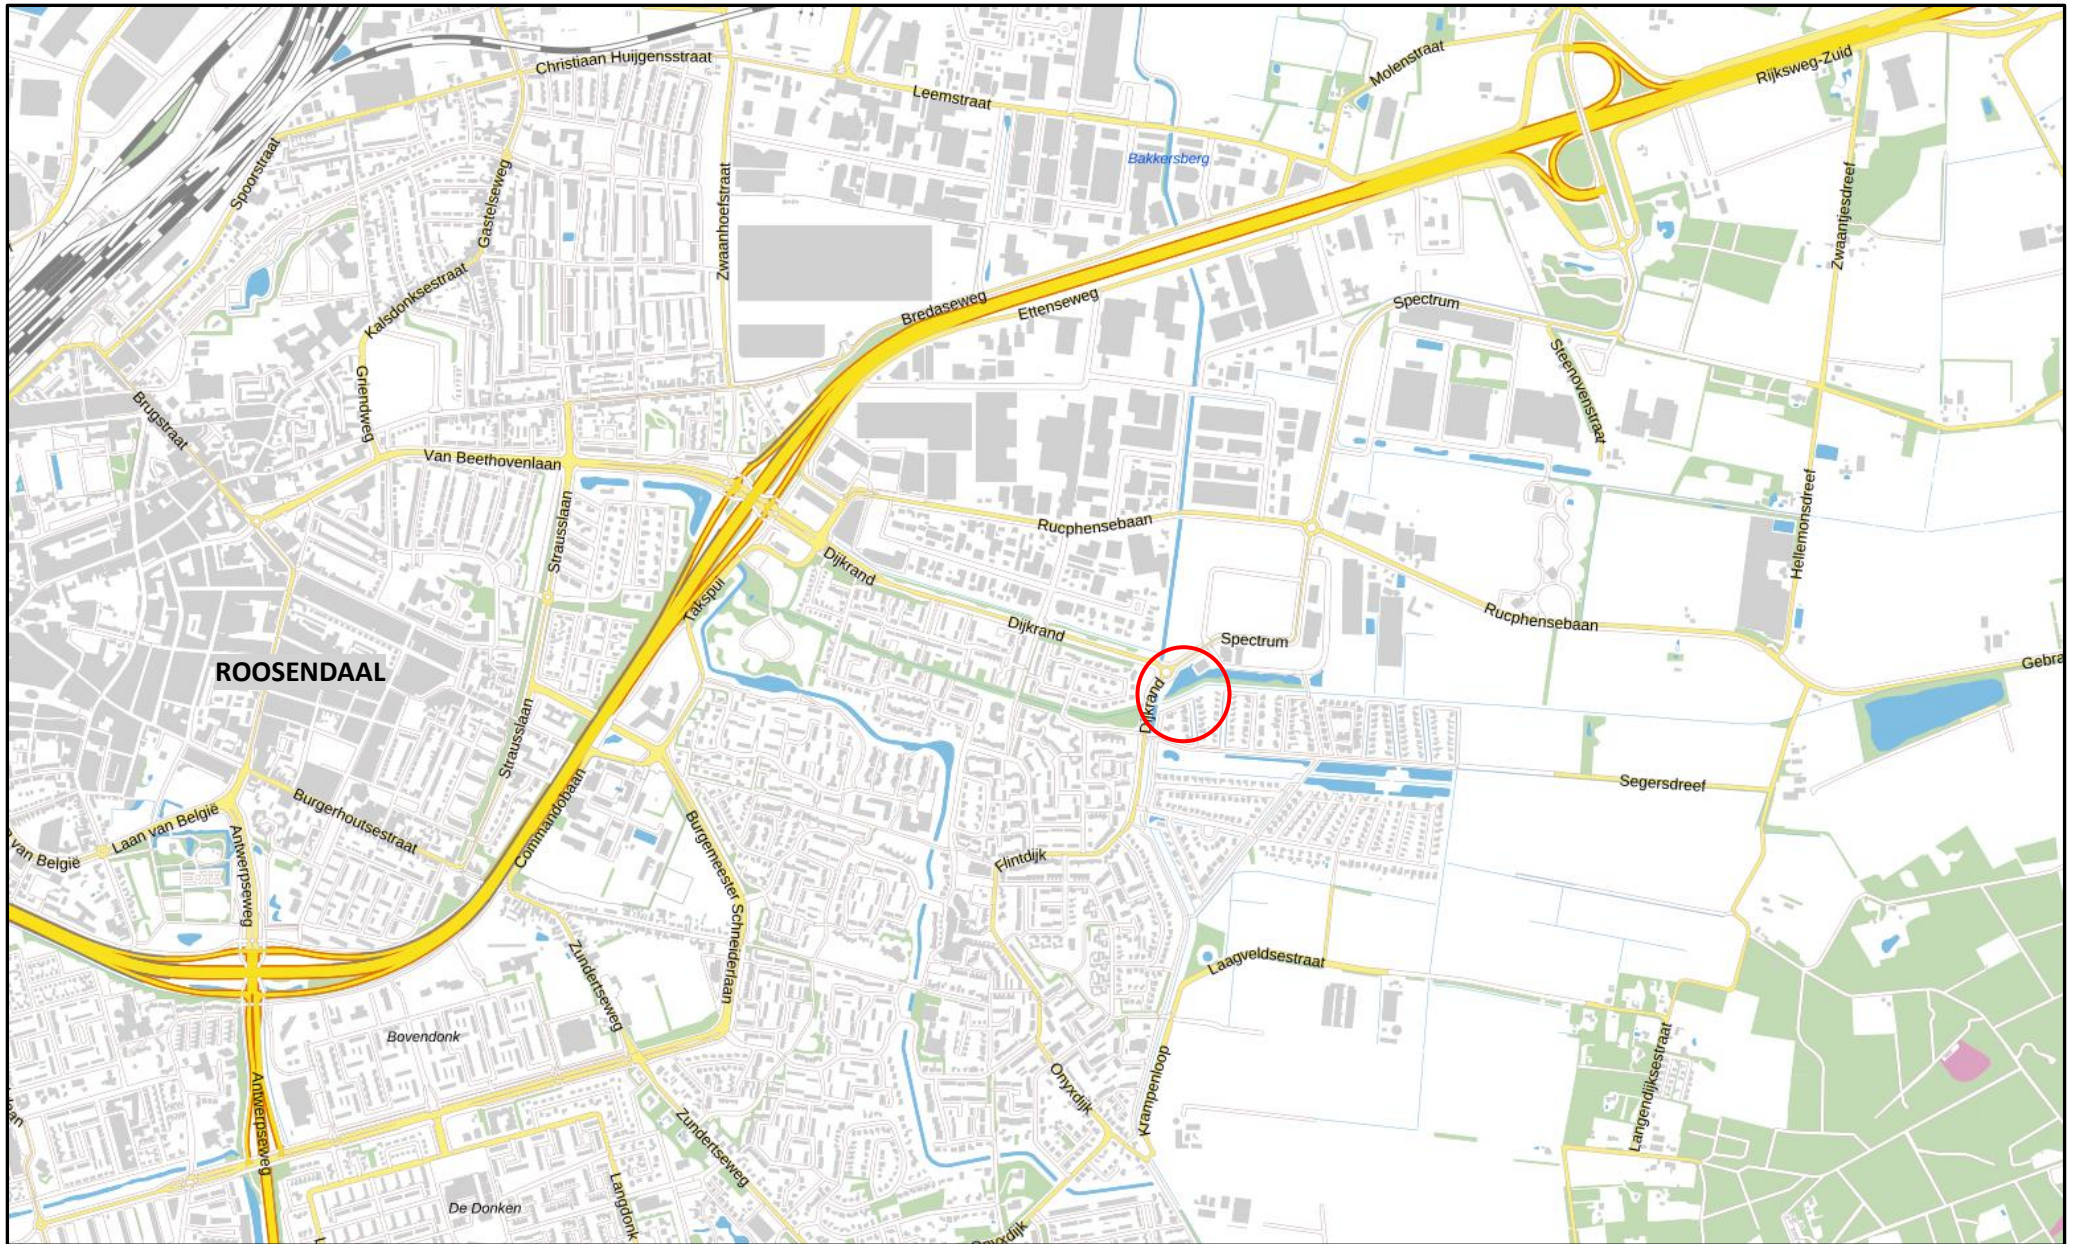 Christiaan Huijgensstraat
Leemstraat
Molenstraat
Rijksweg-Zuid
Spoorstraat
Gastelseweg
Zwaanhoefstraat
Bakkersberg
Zwaantjesdreef
Kalsdonksestraat
Bredaseweg
Ettenseweg
Spectrum
Steenovenstraat
Griendweg
Brugstraat
Van Beethovenlaan
Strausslaan
Rucphensebaan
Hellemonsdreef
Dijkrand
Takspui
Dijkrand
Spectrum
Rucphensebaan
ROOSENDAAL
Gebra
Dijkrand
Strausslaan
Segersdreef
Burgerhoutsestraat
Laan van België
van België
Antwerpseweg
Commandobaan
Burgemeester Schneiderlaan
Flintdijk
Zundertseweg
Laagveldsestraat
Bovendonk
Langendijksestraat
Onyxdijk
Krampenloop
Antwerpseweg
Zundertseweg
De Donken
Langdonk
Onyxdijk